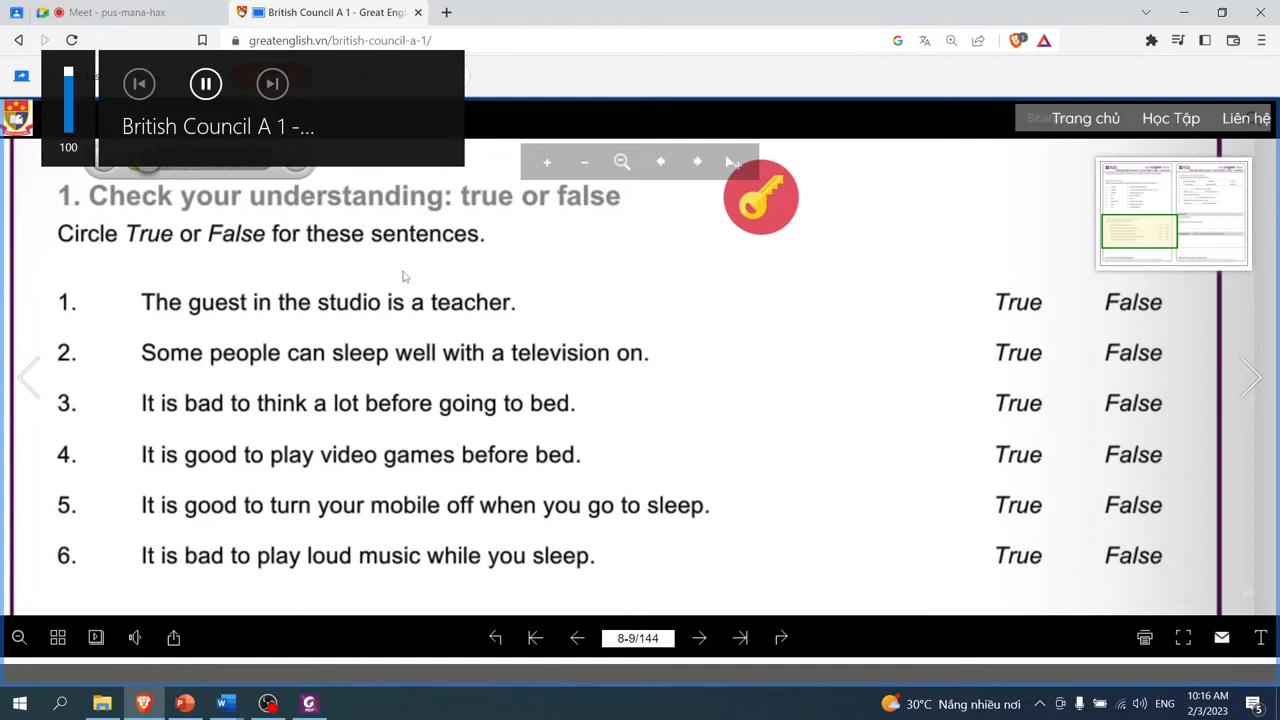 Meet - pus-mana-hax
British Council A 1 - Great Engl
greatenglish.vn/british-council-a-1/
British Council A 1 -...
100
Trang chủ Học Tập Liên hệ
1. Check your understanding: true or false
Circle True or False for these sentences.
1. The guest in the studio is a teacher. True False
2. Some people can sleep well with a television on. True False
3. It is bad to think a lot before going to bed. True False
4. It is good to play video games before bed. True False
5. It is good to turn your mobile off when you go to sleep. True False
6. It is bad to play loud music while you sleep. True False
8-9/144
30°C Nắng nhiều nơi
ENG
10:16 AM
2/3/2023
5